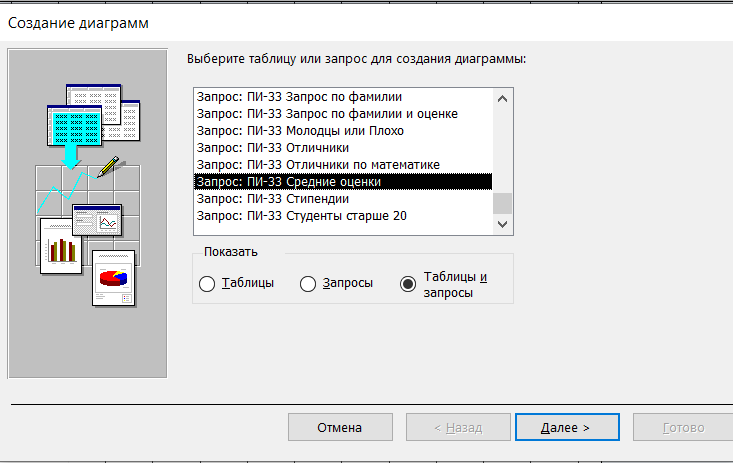 Создание диаграмм
Выберите таблицу или запрос для создания диаграммы:
Запрос: ПИ-33 Запрос по фамилии
Запрос: ПИ-33 Запрос по фамилии и оценке
Запрос: ПИ-33 Молодцы или Плохо
Запрос: ПИ-33 Отличники
Запрос: ПИ-33 Отличники по математике
Запрос: ПИ-33 Средние оценки
Запрос: ПИ-33 Стипендии
Запрос: ПИ-33 Студенты старше 20
Показать
Таблицы
Запросы
Таблицы и
запросы
Отмена
< Назад
Далее >
Готово